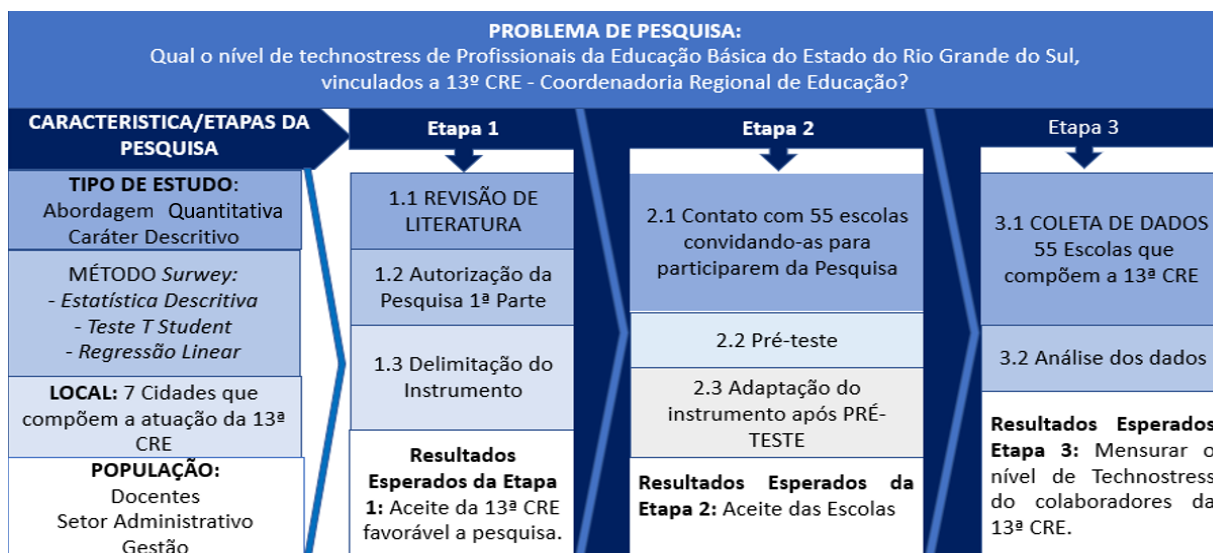 PROBLEMA DE PESQUISA:
Qual o nível de technostress de Profissionais da Educação Básica do Estado do Rio Grande do Sul,
vinculados a 13º CRE - Coordenadoria Regional de Educação?
CARACTERISTICA/ETAPAS DA
PESQUISA
TIPO DE ESTUDO:
Abordagem Quantitativa
Caráter Descritivo
MÉTODO Surwey:
- Estatística Descritiva
- Teste T Student
- Regressão Linear
LOCAL: 7 Cidades que
compõem a atuação da 13ª
CRE
POPULAÇÃO:
Docentes
Setor Administrativo
Gestão
Etapa 1
1.1 REVISÃO DE
LITERATURA
1.2 Autorização da
Pesquisa 1ª Parte
1.3 Delimitação do
Instrumento
Resultados
Esperados da Etapa
1: Aceite da 13ª CRE
favorável a pesquisa.
Etapa 2
2.1 Contato com 55 escolas
convidando-as para
participarem da Pesquisa
2.2 Pré-teste
2.3 Adaptação do
instrumento após PRÉ-
TESTE
Resultados Esperados da
Etapa 2: Aceite das Escolas
Etapa 3
3.1 COLETA DE DADOS
55 Escolas que
compõem a 13ª CRE
3.2 Análise dos dados
Resultados Esperados
Etapa 3: Mensurar o
nível de Technostress
do colaboradores da
13ª CRE.